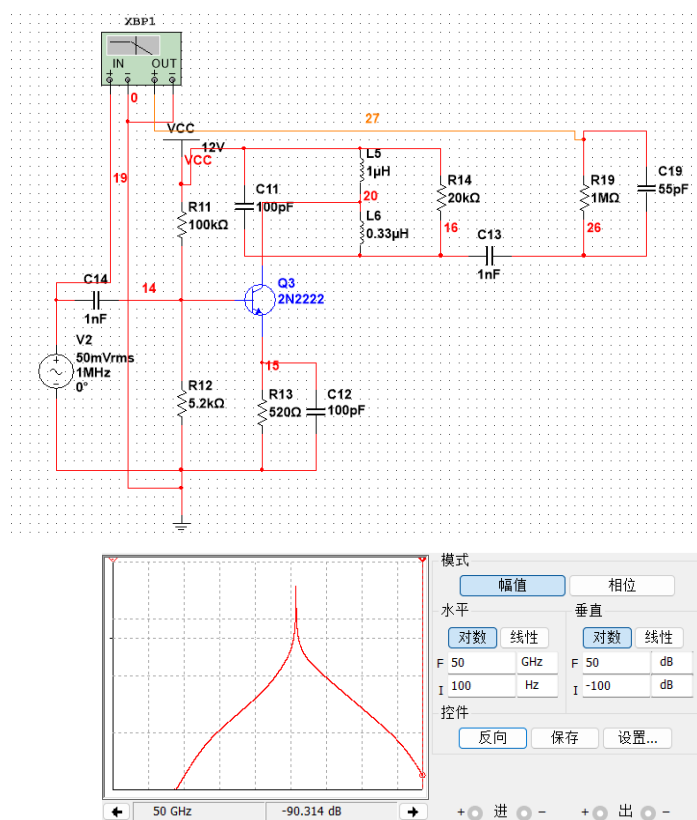 XBP1
IN OUT
0
27
VCC
12V
VCC
19
C11
100pF
L5
1μH
20
L6
0.33μH
R14
20kΩ
16
R19
1MΩ
26
C19
55pF
R11
100kΩ
C13
1nF
C14
1nF
14
Q3
2N2222
V2
50mVrms
1MHz
0°
R12
5.2kΩ
15
R13
520Ω
C12
100pF
模式
幅值 相位
水平 垂直
对数 线性 对数 线性
F 50 GHz F 50 dB
I 100 Hz I -100 dB
控件
反向 保存 设置...
50 GHz -90.314 dB
+ 进 - + 出 -